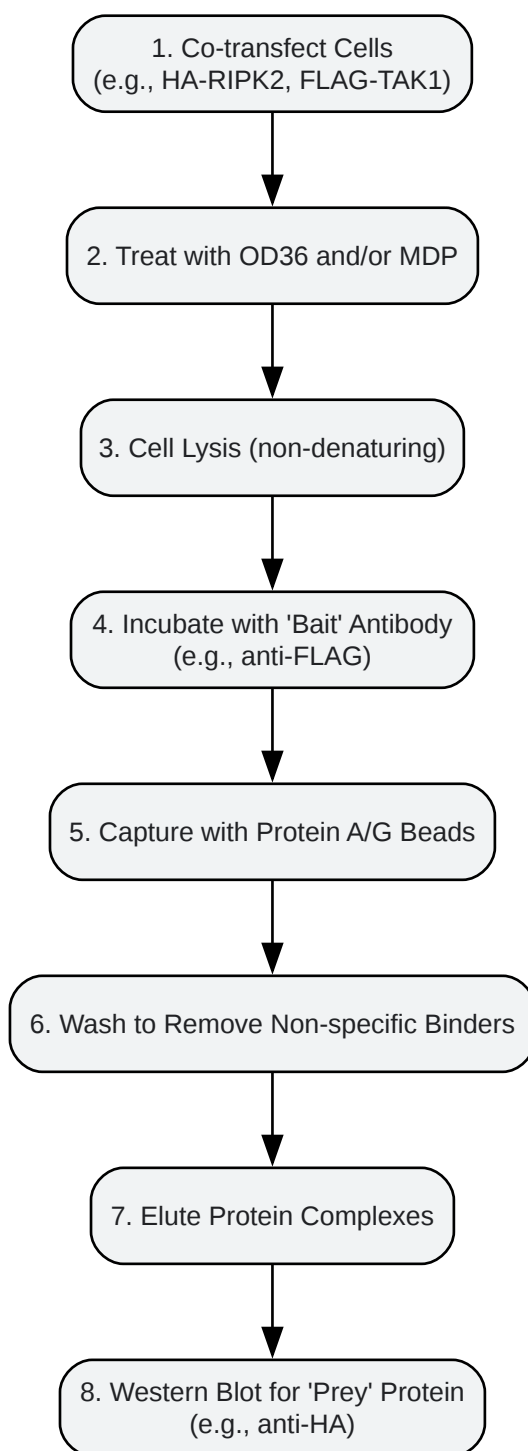 1. Co-transfect Cells
(e.g., HA-RIPK2, FLAG-TAK1)
2. Treat with OD36 and/or MDP
3. Cell Lysis (non-denaturing)
4. Incubate with 'Bait' Antibody
(e.g., anti-FLAG)
5. Capture with Protein A/G Beads
6. Wash to Remove Non-specific Binders
7. Elute Protein Complexes
8. Western Blot for 'Prey' Protein
(e.g., anti-HA)